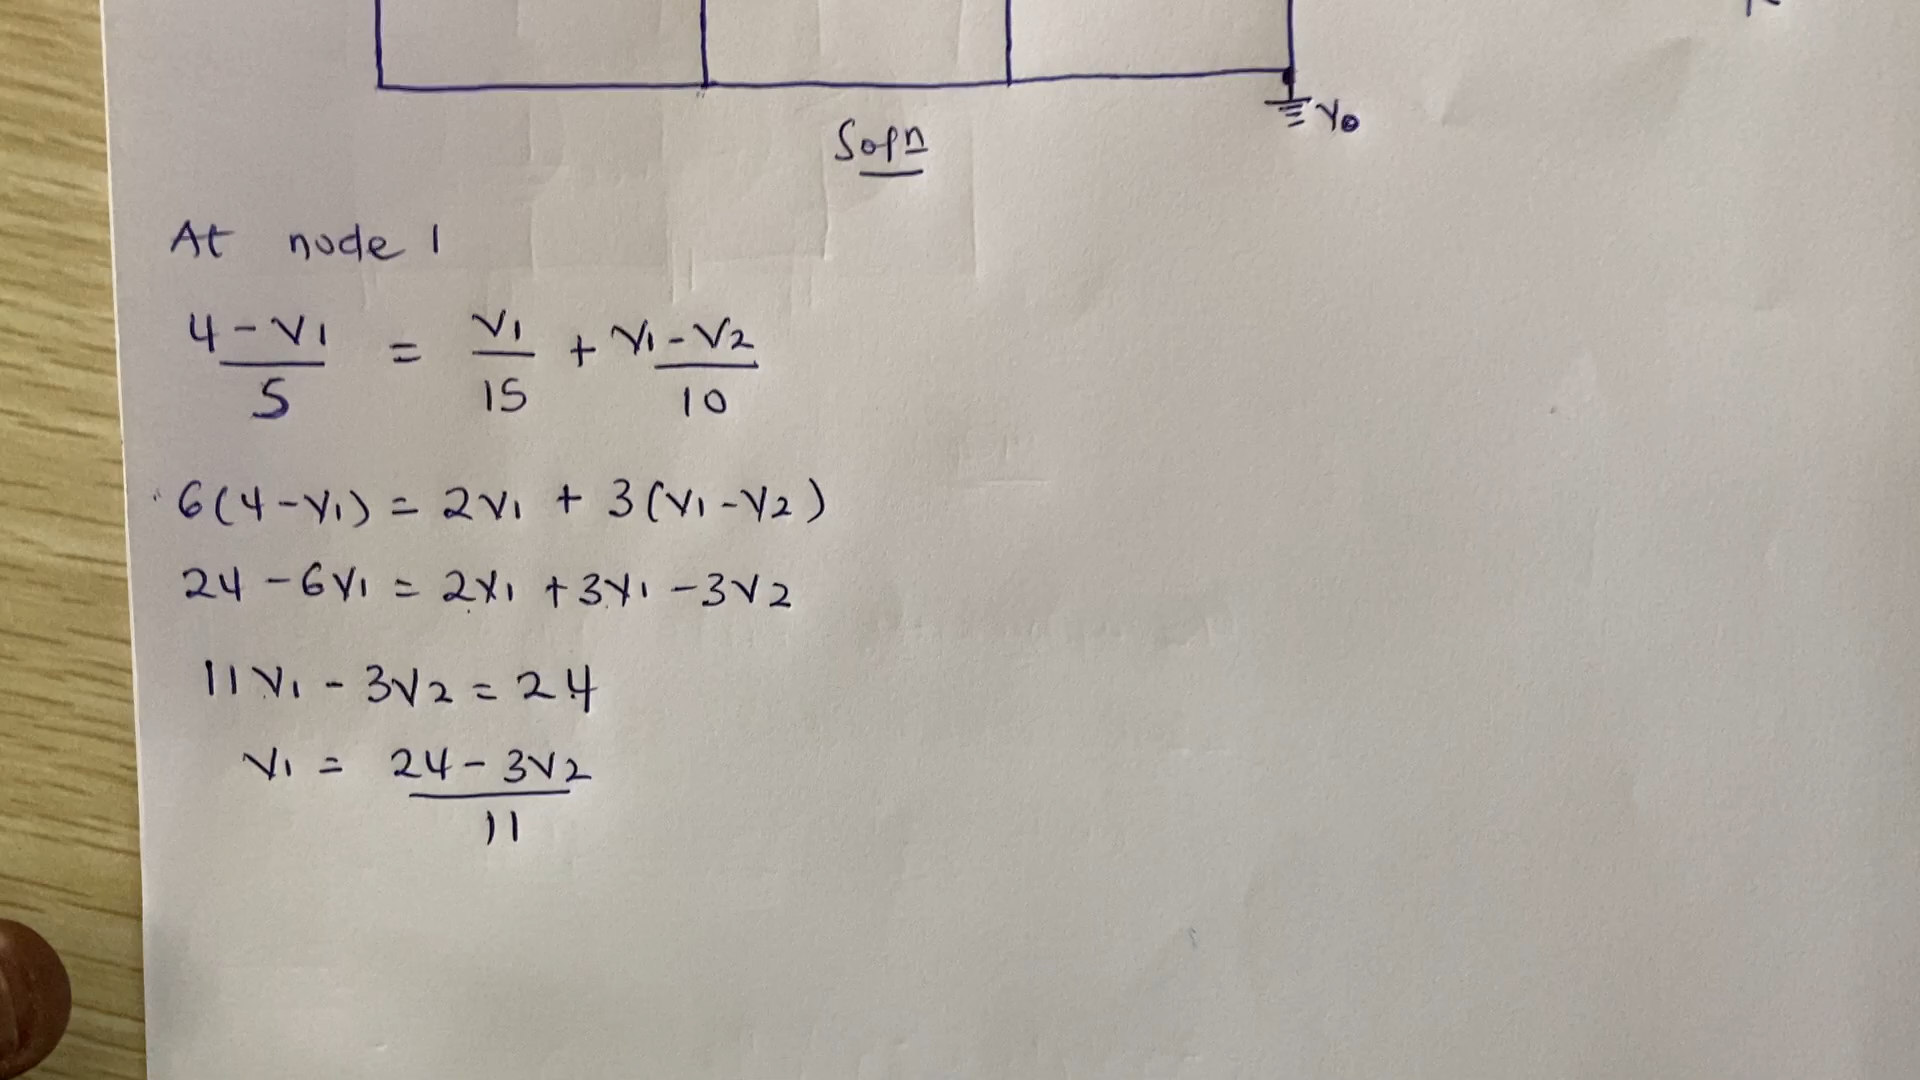 V0
Soln
At node 1
4 - V1 / 5 = V1 / 15 + V1 - V2 / 10
6(4 - V1) = 2V1 + 3(V1 - V2)
24 - 6V1 = 2V1 + 3V1 - 3V2
11V1 - 3V2 = 24
V1 = 24 - 3V2 / 11